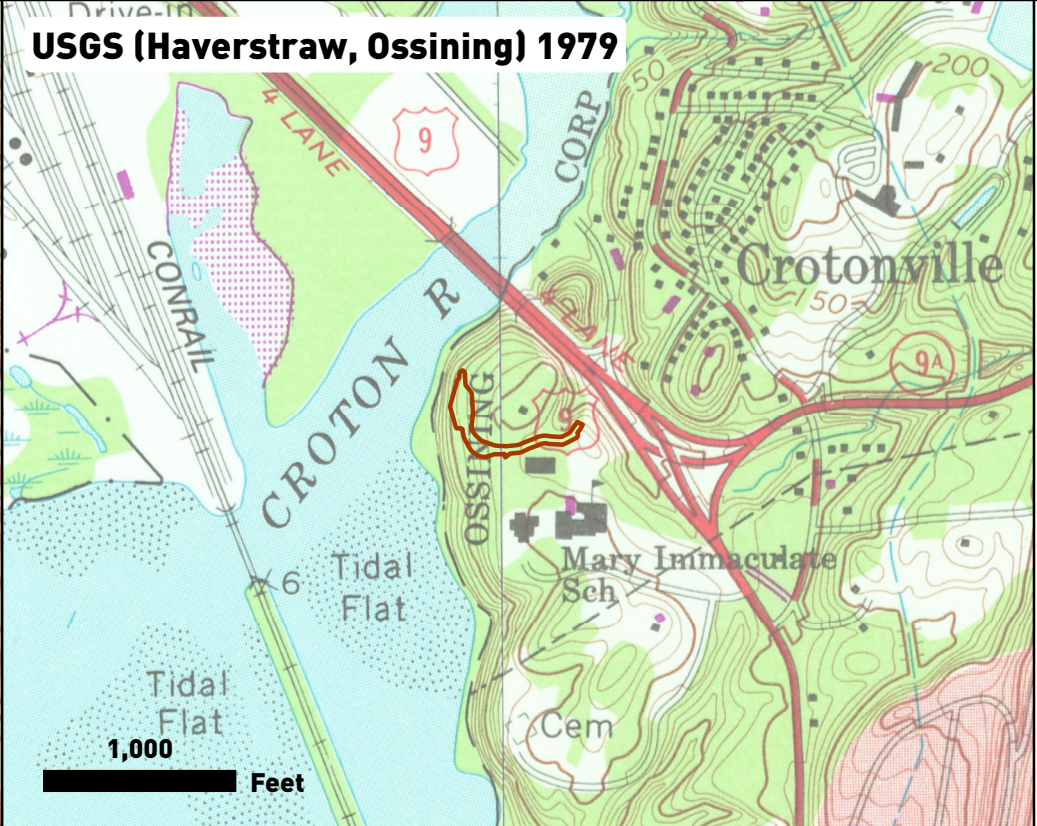 Drive-in
USGS (Haverstraw, Ossining) 1979
4 LANE
9
CORP
50
200
CONRAIL
CROTON R
Crotonville
50
4 LANE
9A
OSSINING
9
Mary Immaculate
Sch
6
Tidal
Flat
Tidal
Flat
Cem
1,000
Feet